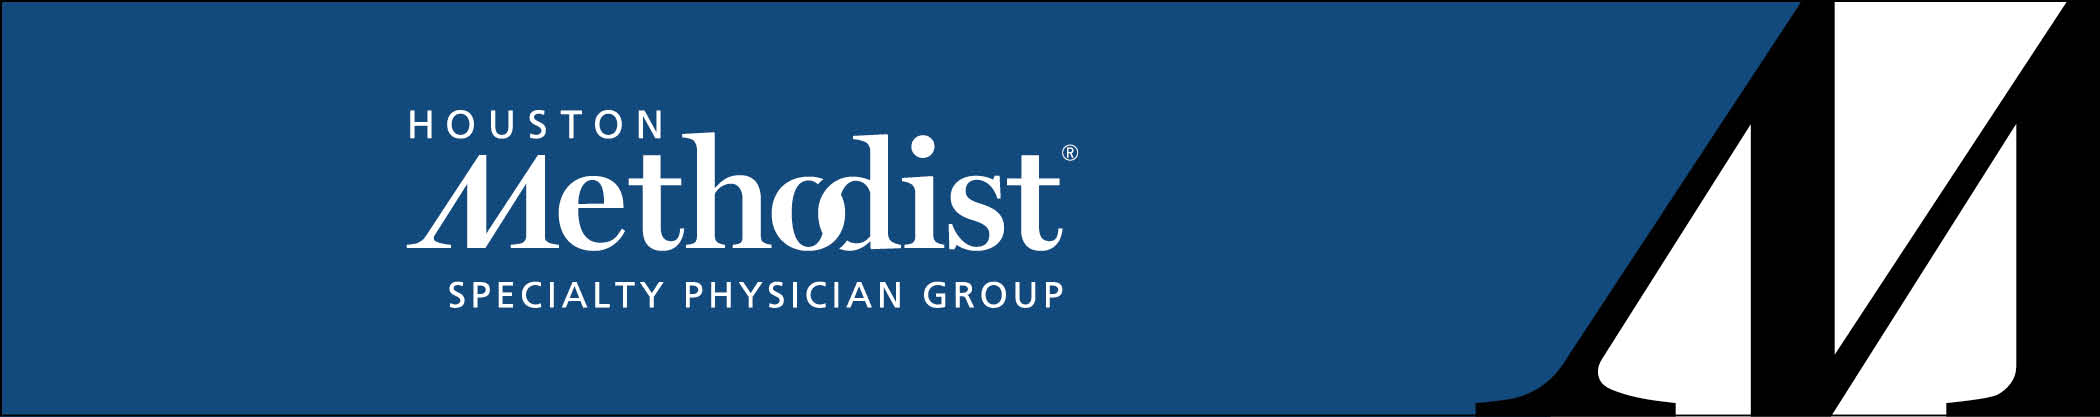 HOUSTON
Methodist®
SPECIALTY PHYSICIAN GROUP